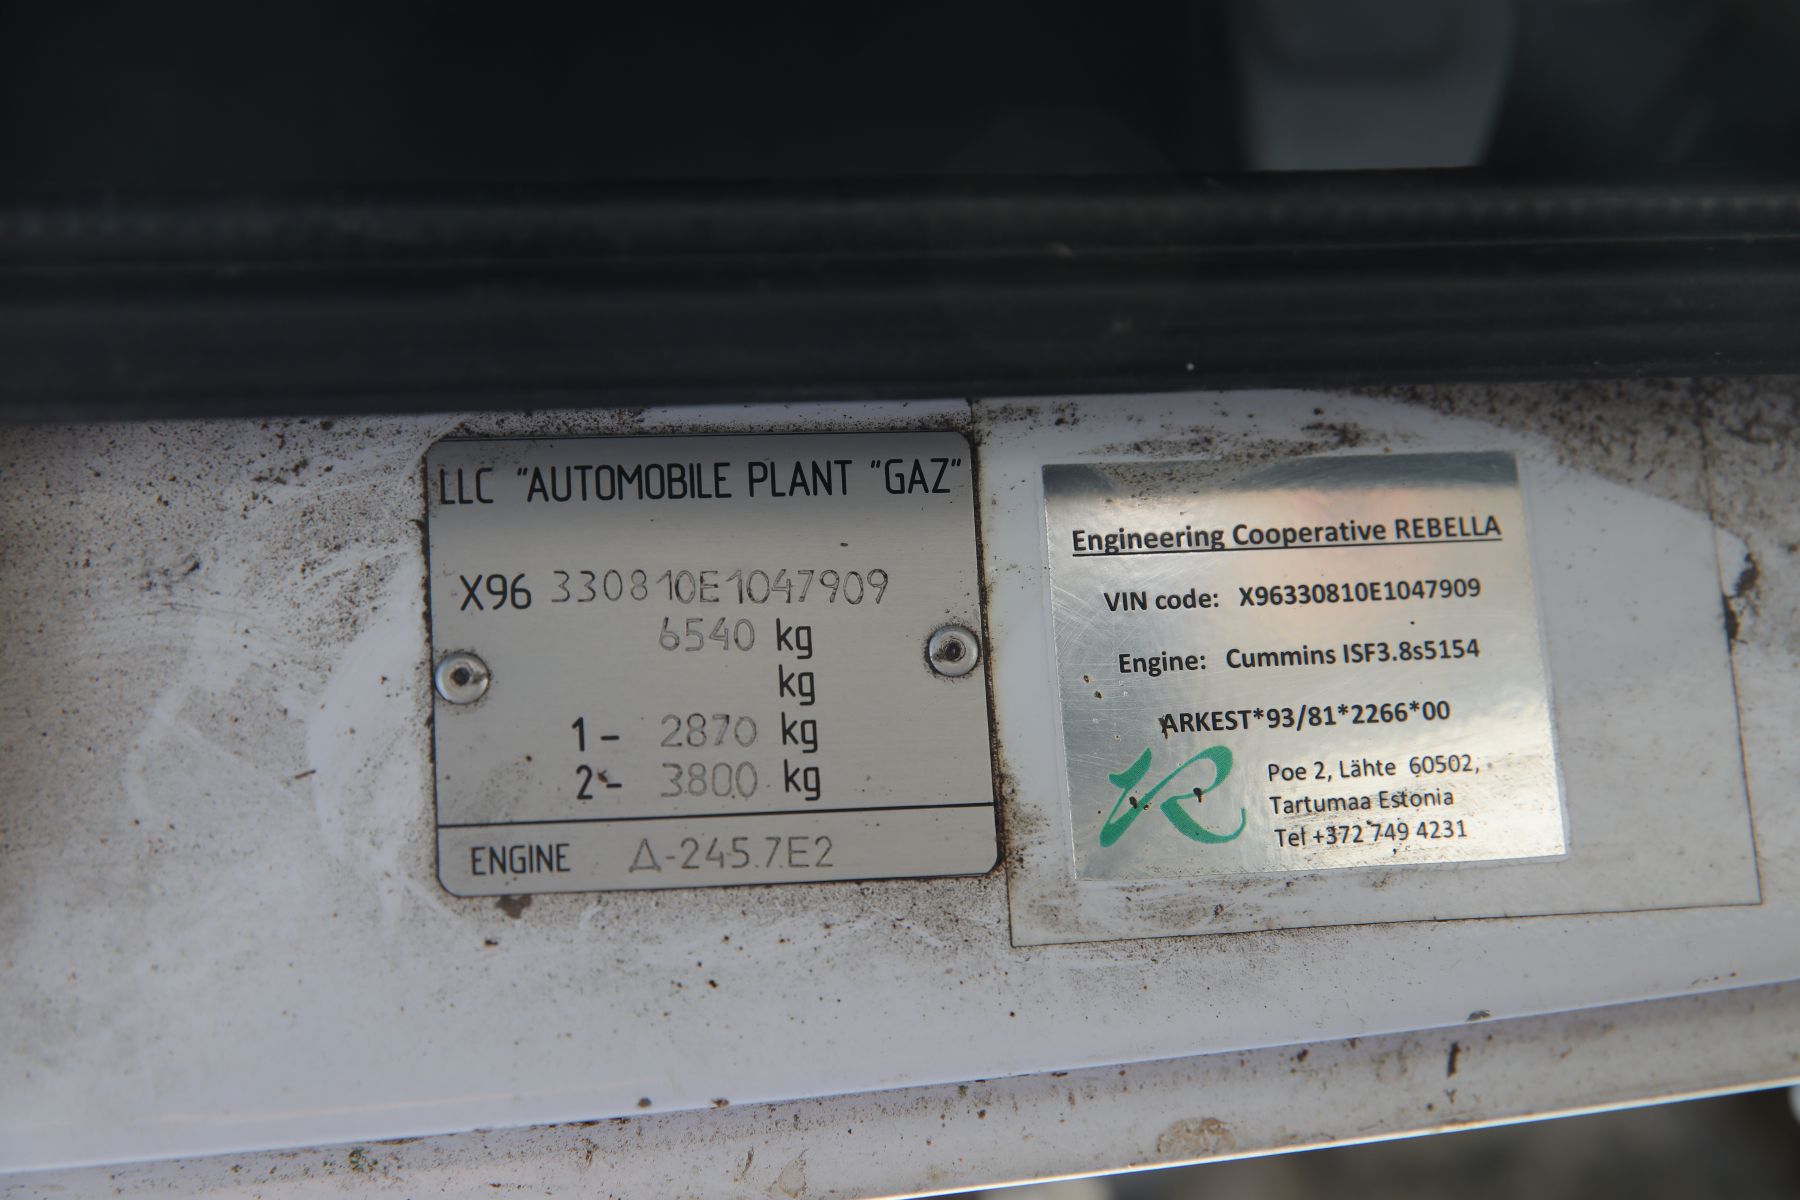 LLC "AUTOMOBILE PLANT "GAZ"
X96 330810E1047909
6540 kg
kg
1- 2870 kg
2- 3800 kg
ENGINE Δ-245.7E2
Engineering Cooperative REBELLA
VIN code: X96330810E1047909
Engine: Cummins ISF3.8s5154
ARKEST*93/81*2266*00
R
Poe 2, Lähte 60502,
Tartumaa Estonia
Tel +372 749 4231